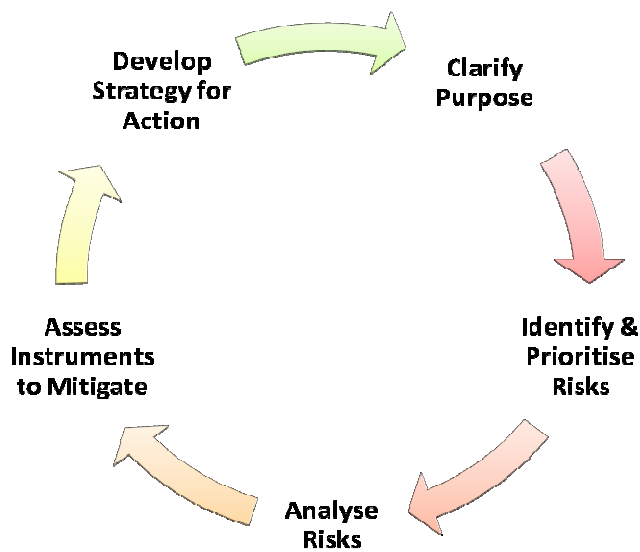 Develop
Strategy for
Action
Clarify
Purpose
Identify &
Prioritise
Risks
Analyse
Risks
Assess
Instruments
to Mitigate